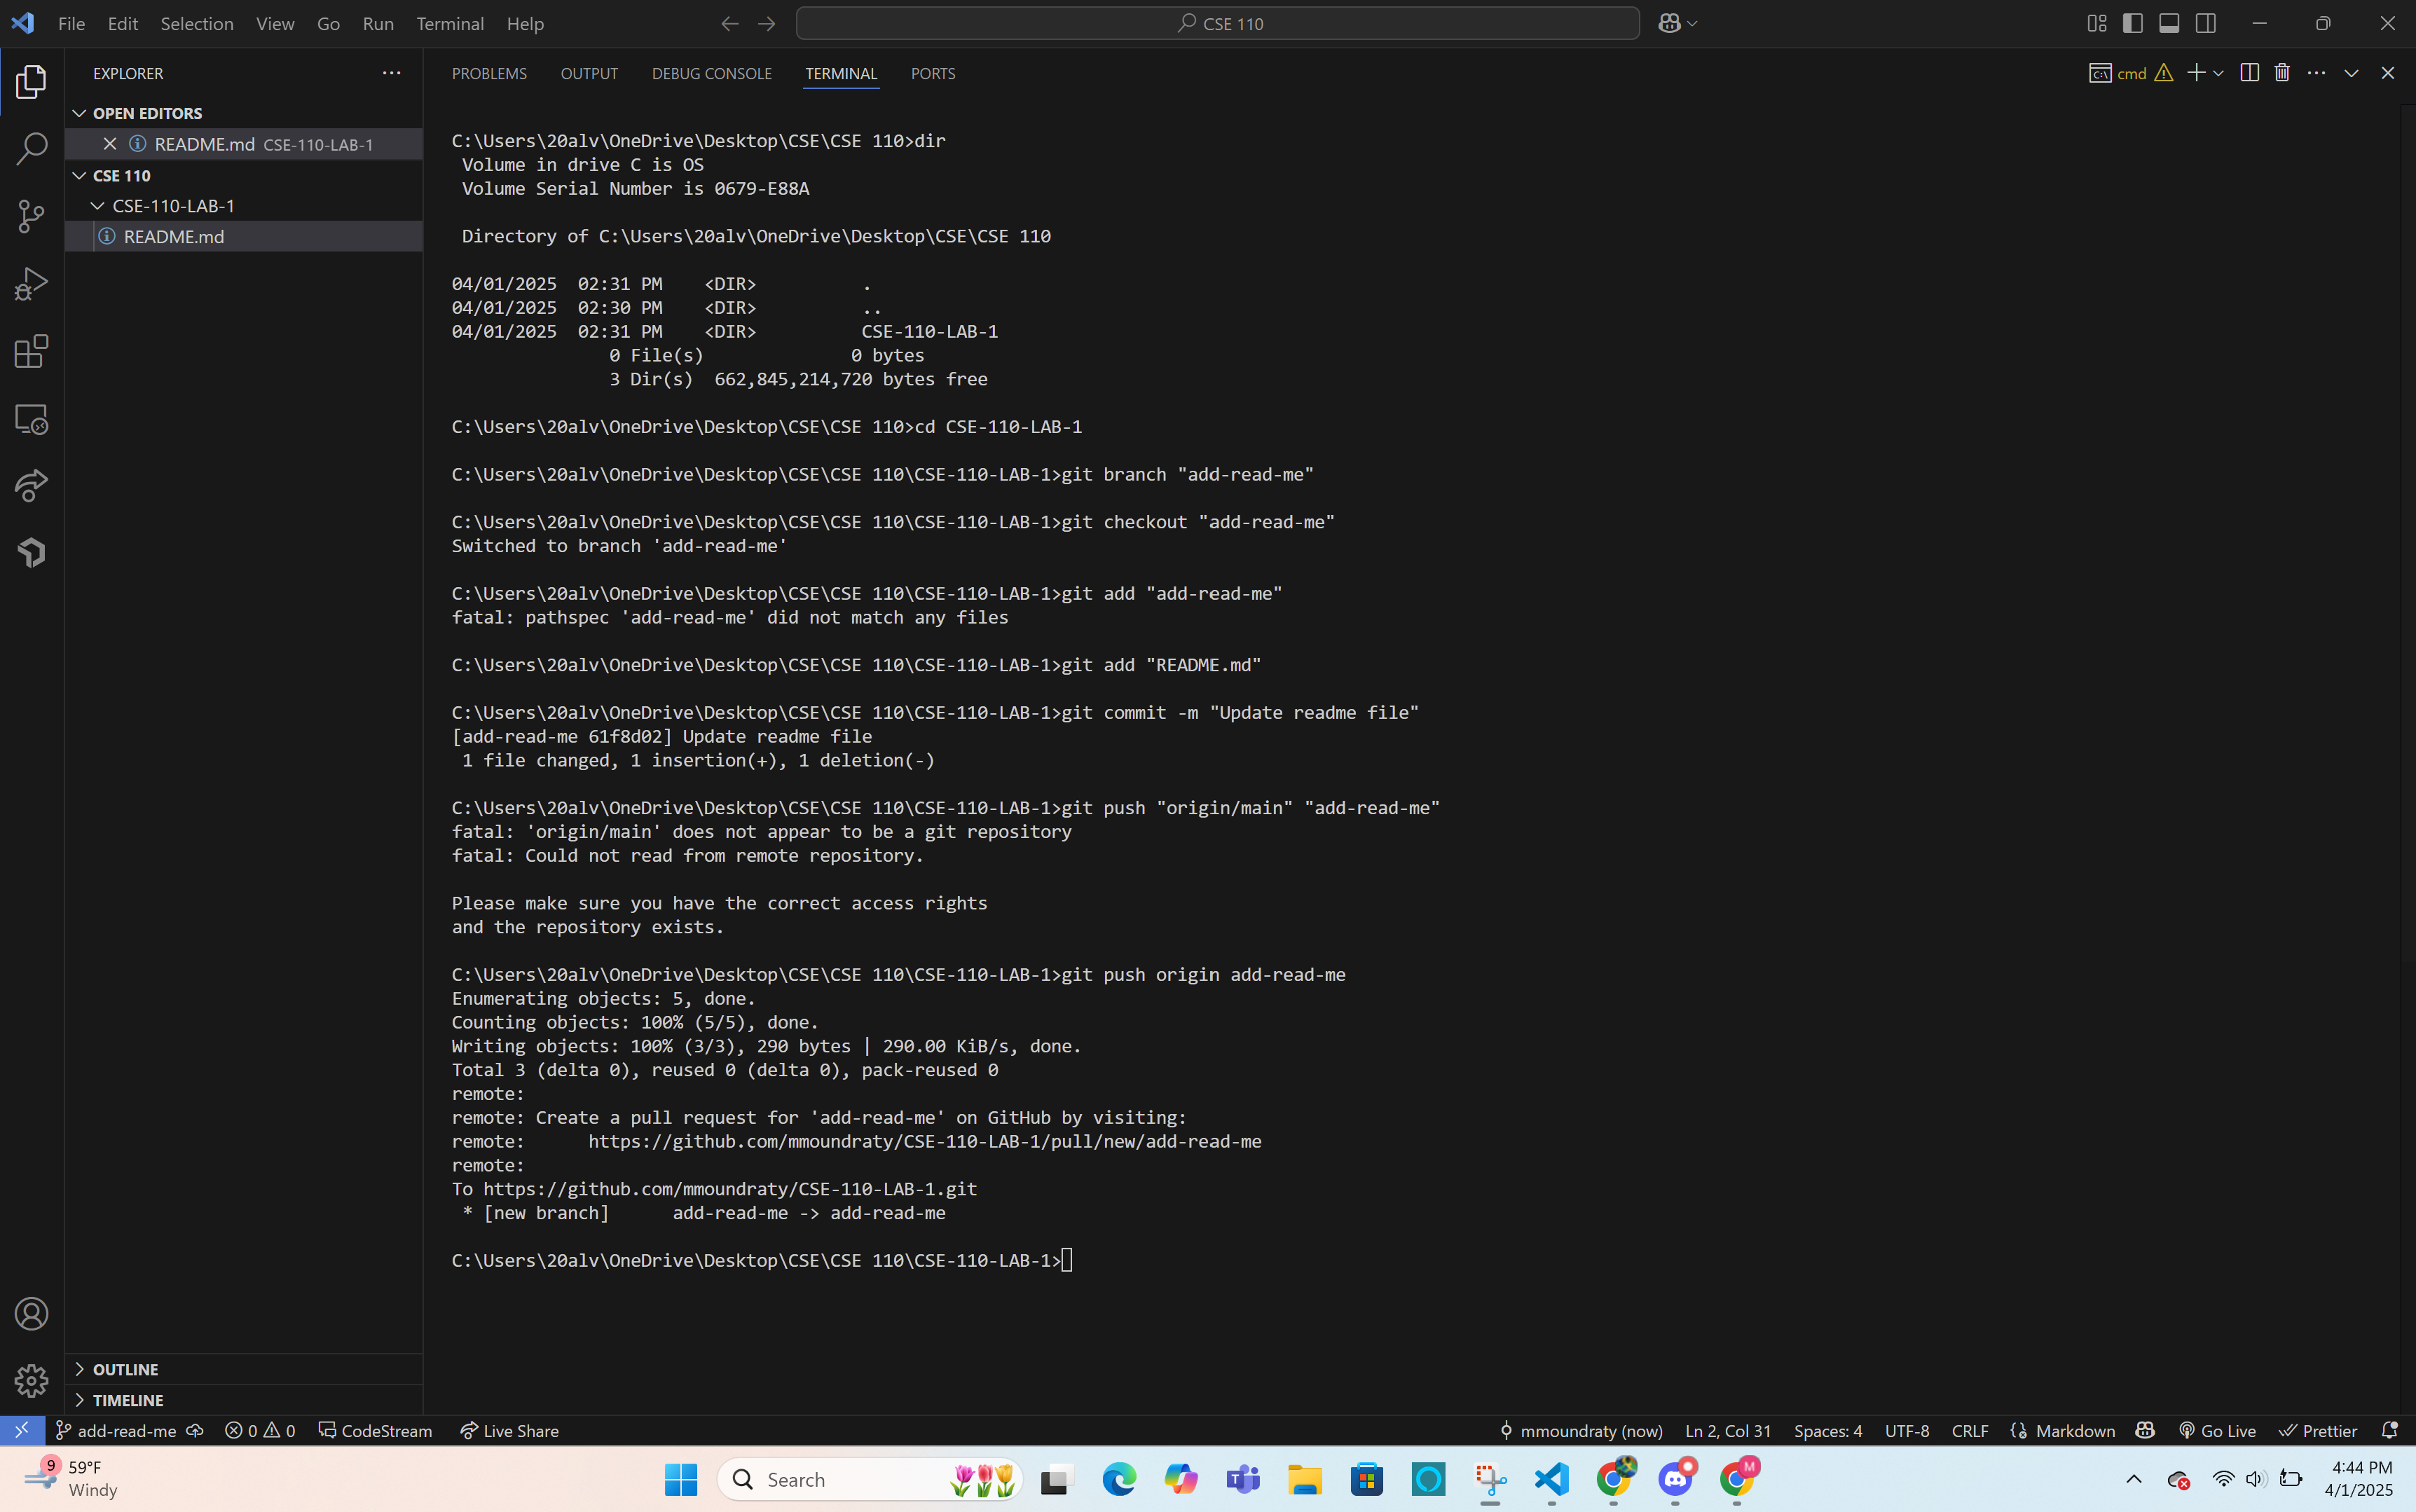 File Edit Selection View Go Run Terminal Help
CSE 110
EXPLORER
OPEN EDITORS
README.md CSE-110-LAB-1
CSE 110
CSE-110-LAB-1
README.md
OUTLINE
TIMELINE
PROBLEMS OUTPUT DEBUG CONSOLE TERMINAL PORTS
cmd
C:\Users\20alv\OneDrive\Desktop\CSE\CSE 110>dir
Volume in drive C is OS
Volume Serial Number is 0679-E88A
Directory of C:\Users\20alv\OneDrive\Desktop\CSE\CSE 110
04/01/2025  02:31 PM    <DIR>          .
04/01/2025  02:30 PM    <DIR>          ..
04/01/2025  02:31 PM    <DIR>          CSE-110-LAB-1
0 File(s)              0 bytes
3 Dir(s)  662,845,214,720 bytes free
C:\Users\20alv\OneDrive\Desktop\CSE\CSE 110>cd CSE-110-LAB-1
C:\Users\20alv\OneDrive\Desktop\CSE\CSE 110\CSE-110-LAB-1>git branch "add-read-me"
C:\Users\20alv\OneDrive\Desktop\CSE\CSE 110\CSE-110-LAB-1>git checkout "add-read-me"
Switched to branch 'add-read-me'
C:\Users\20alv\OneDrive\Desktop\CSE\CSE 110\CSE-110-LAB-1>git add "add-read-me"
fatal: pathspec 'add-read-me' did not match any files
C:\Users\20alv\OneDrive\Desktop\CSE\CSE 110\CSE-110-LAB-1>git add "README.md"
C:\Users\20alv\OneDrive\Desktop\CSE\CSE 110\CSE-110-LAB-1>git commit -m "Update readme file"
[add-read-me 61f8d02] Update readme file
1 file changed, 1 insertion(+), 1 deletion(-)
C:\Users\20alv\OneDrive\Desktop\CSE\CSE 110\CSE-110-LAB-1>git push "origin/main" "add-read-me"
fatal: 'origin/main' does not appear to be a git repository
fatal: Could not read from remote repository.
Please make sure you have the correct access rights
and the repository exists.
C:\Users\20alv\OneDrive\Desktop\CSE\CSE 110\CSE-110-LAB-1>git push origin add-read-me
Enumerating objects: 5, done.
Counting objects: 100% (5/5), done.
Writing objects: 100% (3/3), 290 bytes | 290.00 KiB/s, done.
Total 3 (delta 0), reused 0 (delta 0), pack-reused 0
remote:
remote: Create a pull request for 'add-read-me' on GitHub by visiting:
remote:      https://github.com/mmoundraty/CSE-110-LAB-1/pull/new/add-read-me
remote:
To https://github.com/mmoundraty/CSE-110-LAB-1.git
* [new branch]      add-read-me -> add-read-me
C:\Users\20alv\OneDrive\Desktop\CSE\CSE 110\CSE-110-LAB-1>
add-read-me 0 0 CodeStream Live Share mmoundraty (now) Ln 2, Col 31 Spaces: 4 UTF-8 CRLF Markdown Go Live Prettier
9 59°F
Windy
Search
M
4:44 PM
4/1/2025